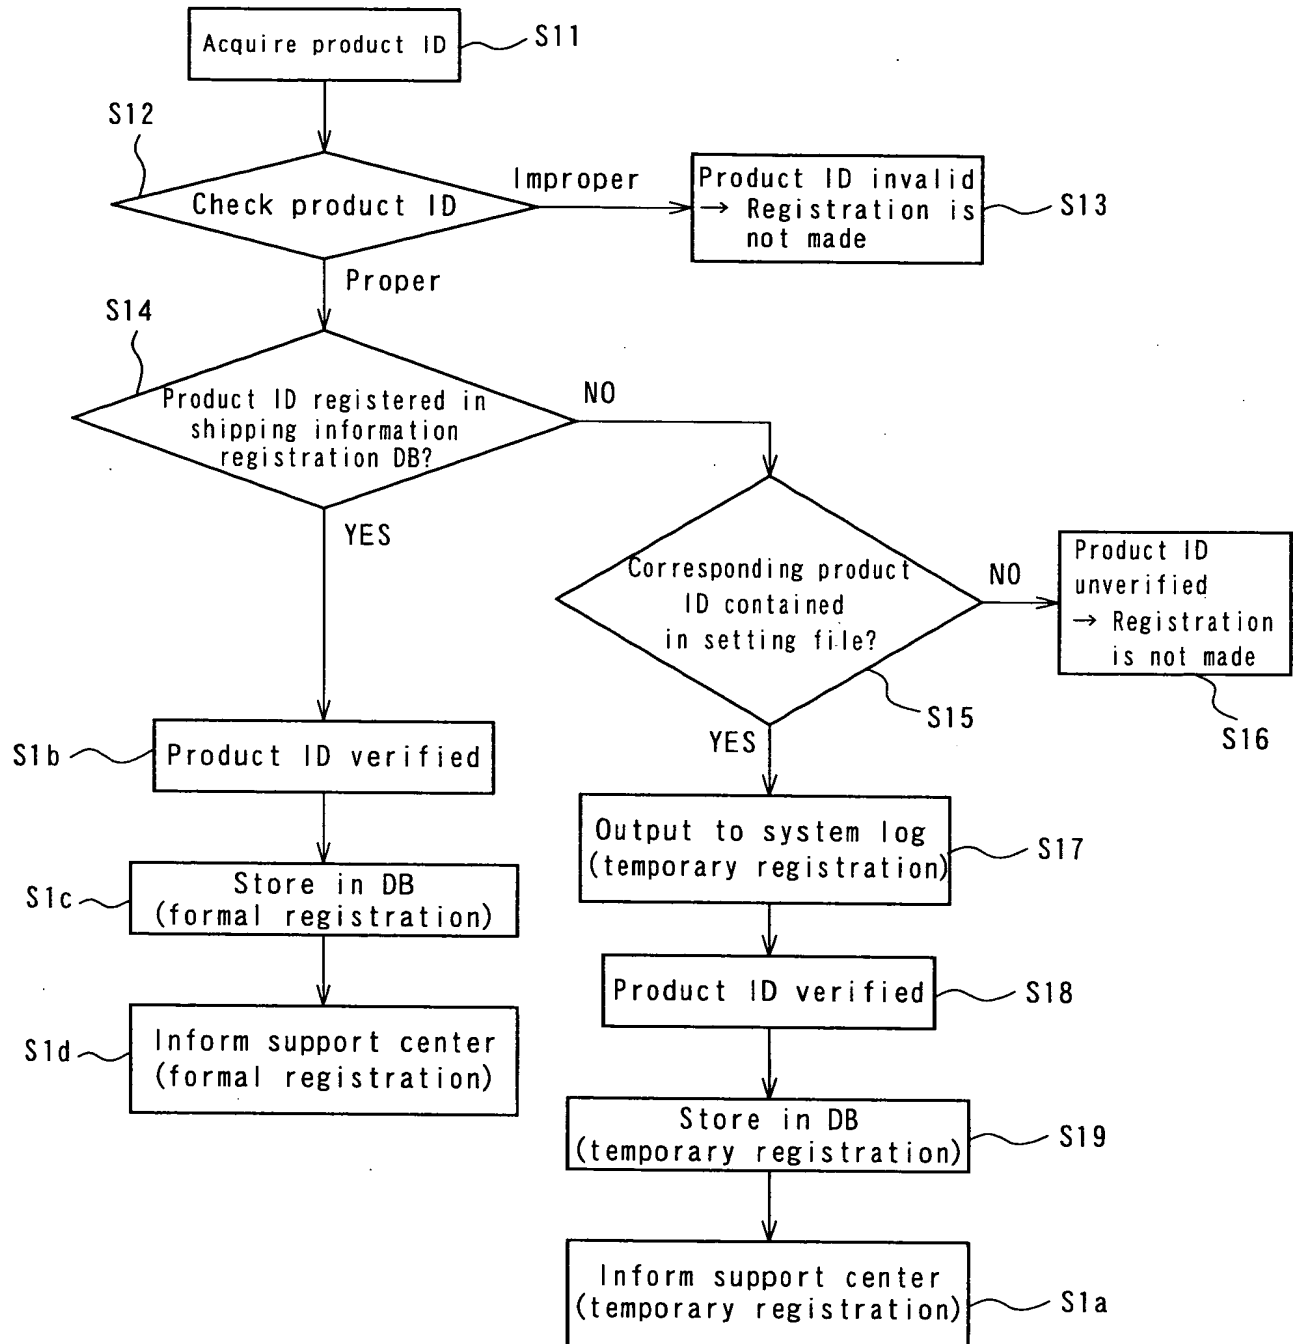 Acquire product ID
S11
S12
Check product ID
Improper
Product ID invalid
→ Registration is
not made
S13
Proper
S14
Product ID registered in
shipping information
registration DB?
NO
YES
Corresponding product
ID contained
in setting file?
NO
S15
Product ID
unverified
→ Registration
is not made
S16
YES
S1b
Product ID verified
Output to system log
(temporary registration)
S17
S1c
Store in DB
(formal registration)
Product ID verified
S18
S1d
Inform support center
(formal registration)
Store in DB
(temporary registration)
S19
Inform support center
(temporary registration)
S1a